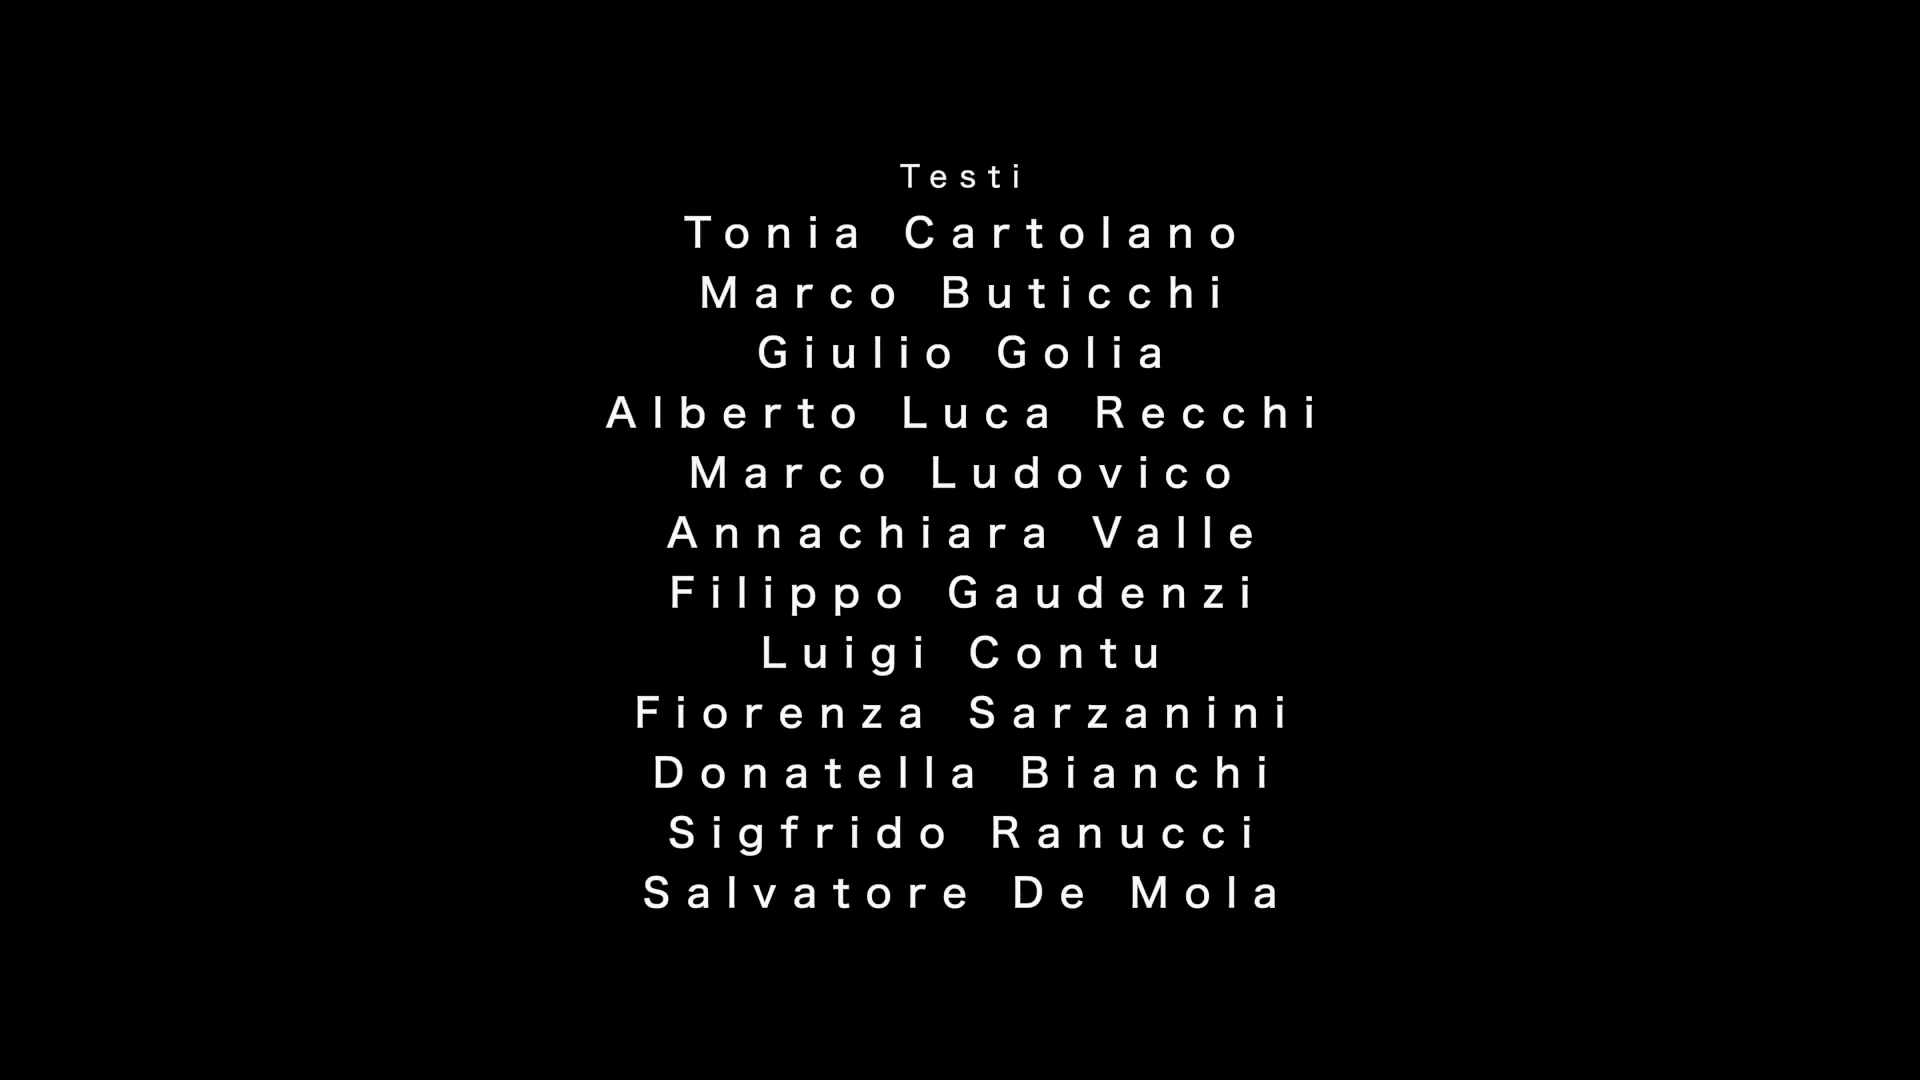 Testi
Tonia Cartolano
Marco Buticchi
Giulio Golia
Alberto Luca Recchi
Marco Ludovico
Annachiara Valle
Filippo Gaudenzi
Luigi Contu
Fiorenza Sarzanini
Donatella Bianchi
Sigfrido Ranucci
Salvatore De Mola